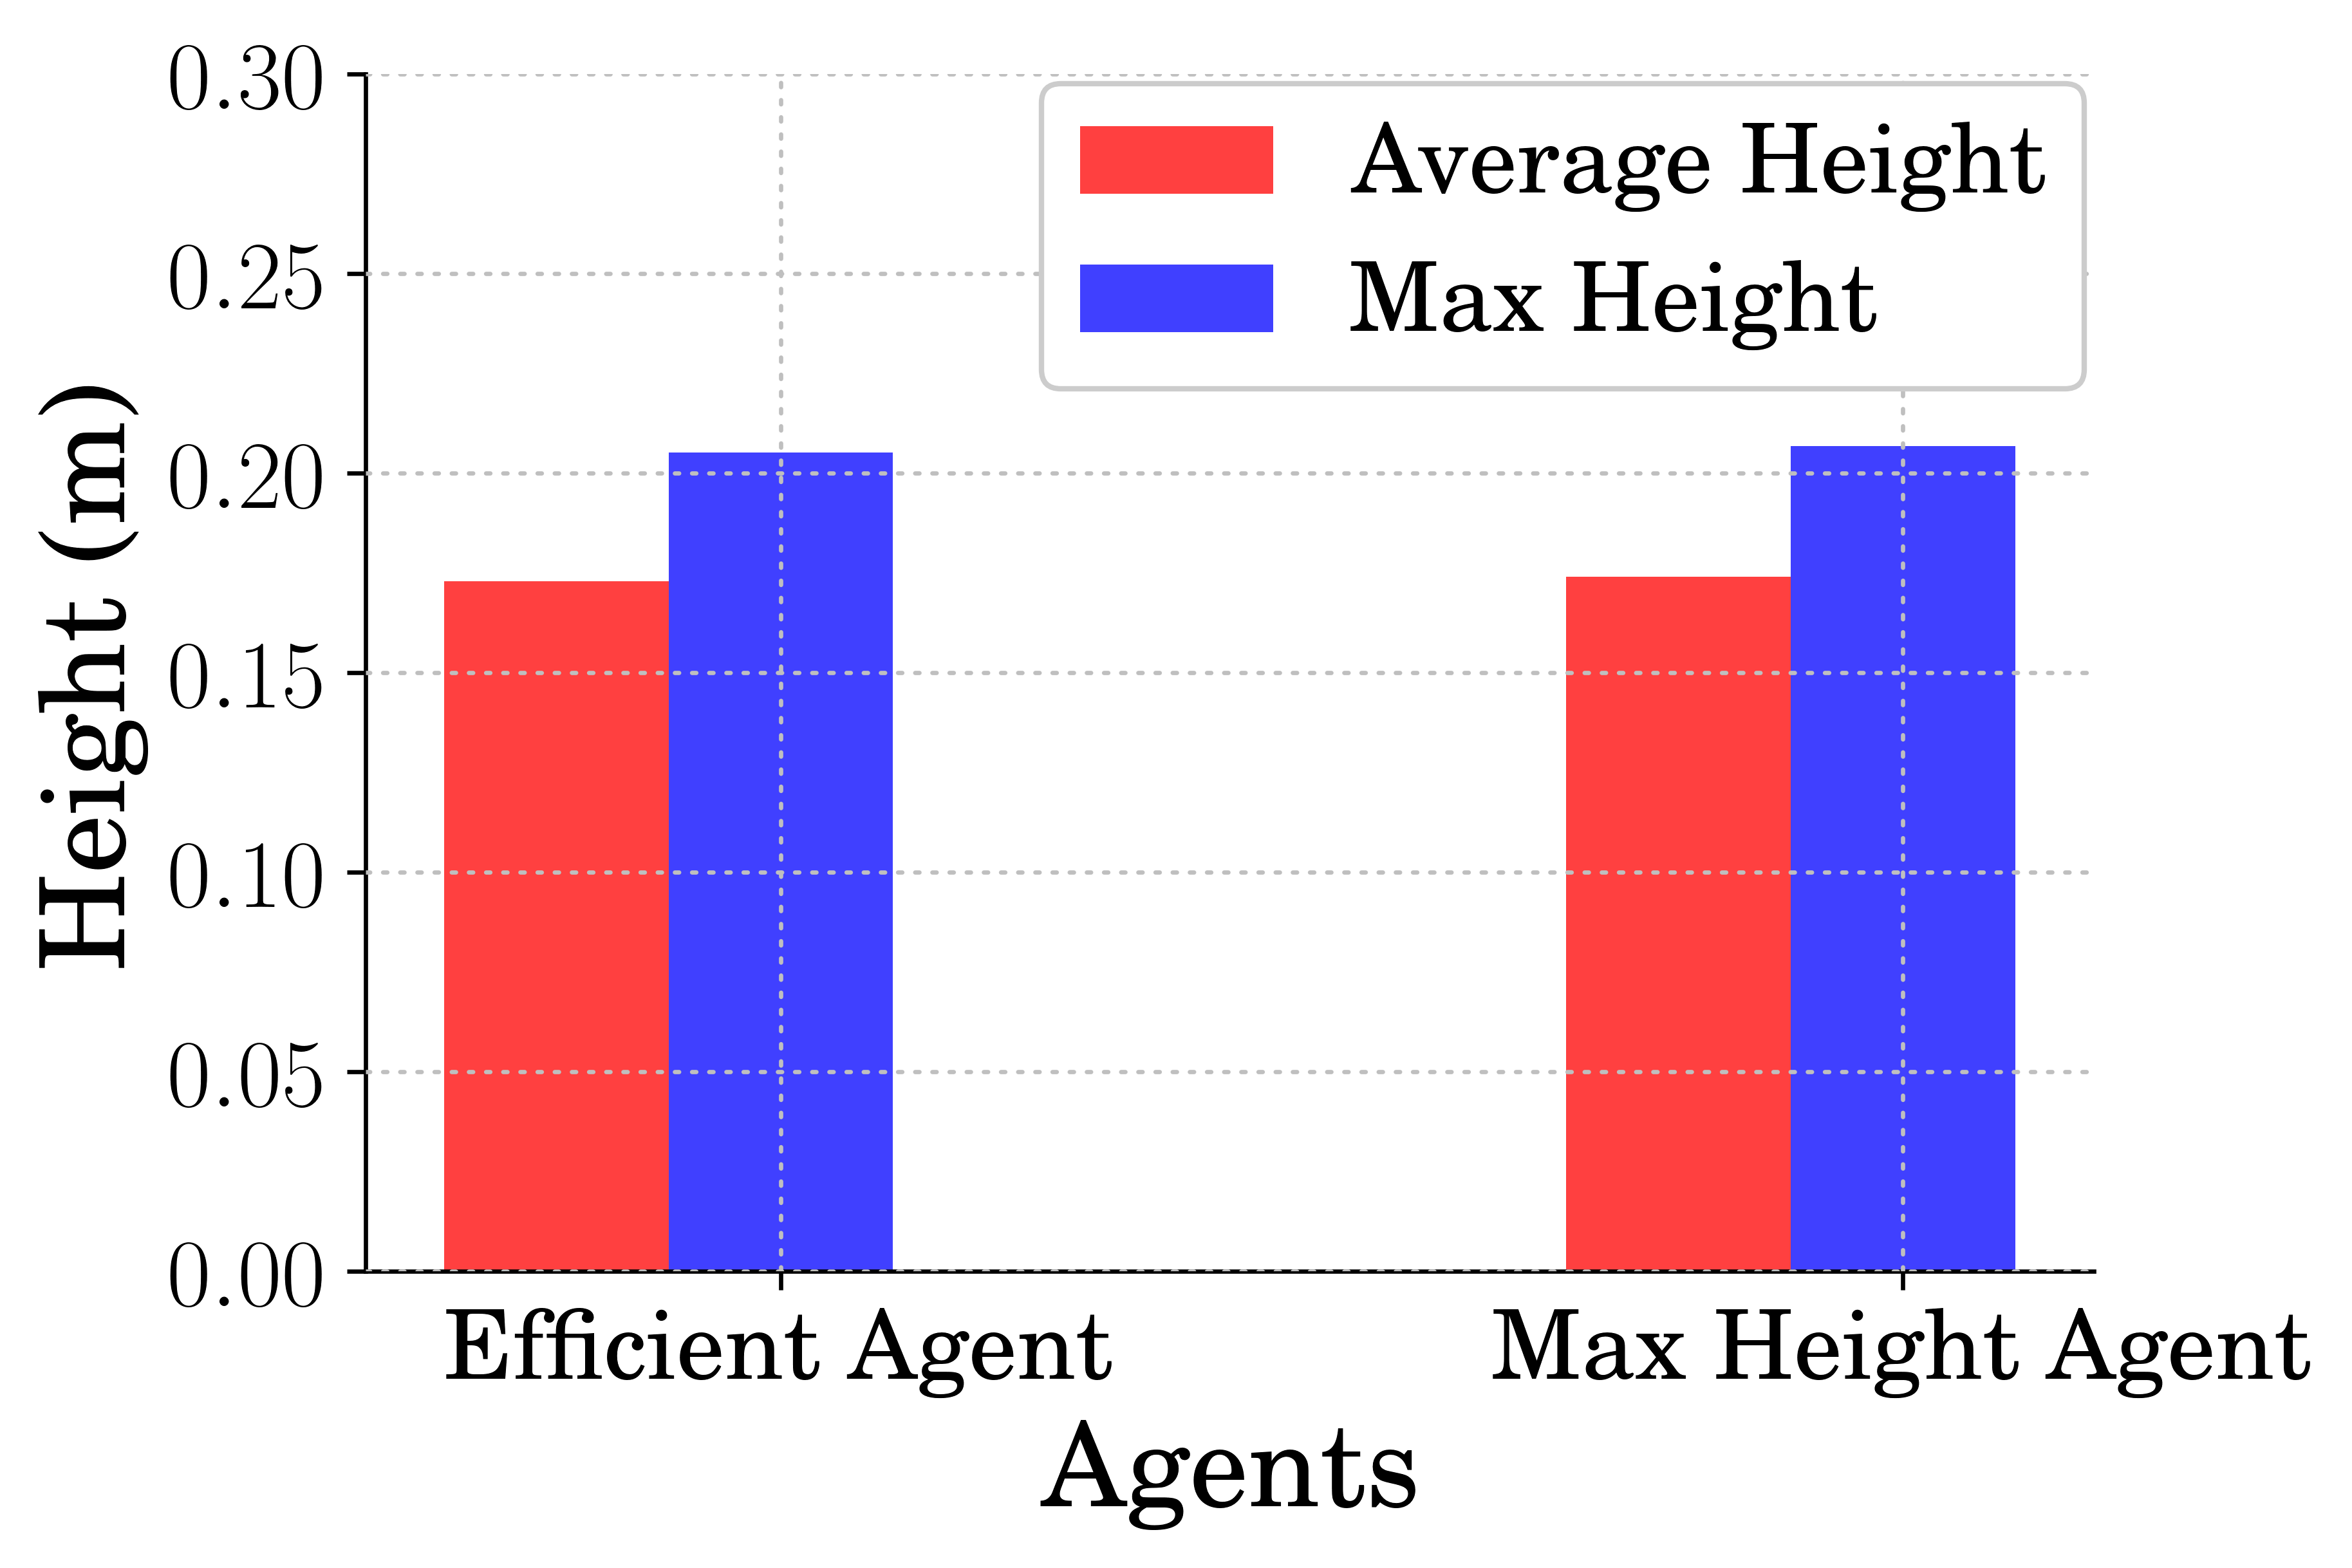 0.30
0.25
0.20
0.15
0.10
0.05
0.00
Height (m)
Average Height
Max Height
Efficient Agent
Max Height Agent
Agents